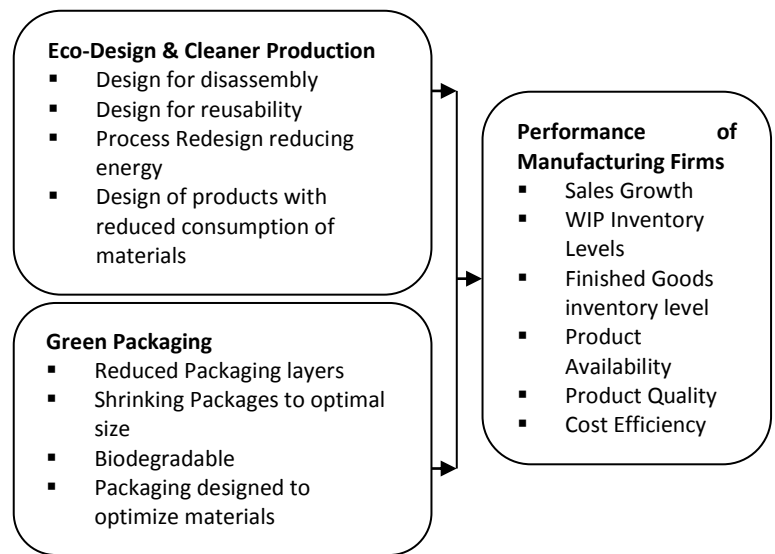 Eco-Design & Cleaner Production
▪ Design for disassembly
▪ Design for reusability
▪ Process Redesign reducing
energy
▪ Design of products with
reduced consumption of
materials
Green Packaging
▪ Reduced Packaging layers
▪ Shrinking Packages to optimal
size
▪ Biodegradable
▪ Packaging designed to
optimize materials
Performance of
Manufacturing Firms
▪ Sales Growth
▪ WIP Inventory
Levels
▪ Finished Goods
inventory level
▪ Product
Availability
▪ Product Quality
▪ Cost Efficiency